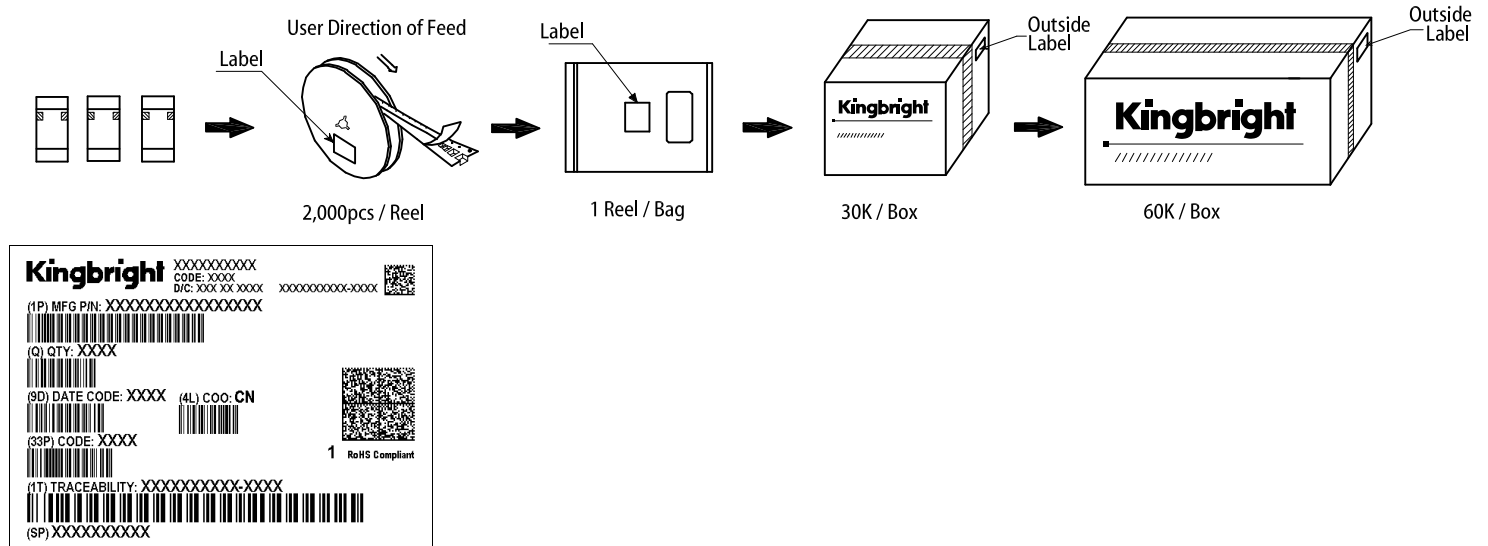 User Direction of Feed
Label
Label
Outside
Label
Outside
Label
Kingbright
Kingbright
2,000pcs / Reel
1 Reel / Bag
30K / Box
60K / Box
Kingbright XXXXXXXXXX
CODE: XXXX
D/C: XXX XX XXXX XXXXXXXXXX-XXXX
(1P) MFG P/N: XXXXXXXXXXXXXXXXX
(Q) QTY: XXXX
(9D) DATE CODE: XXXX (4L) COO: CN
(33P) CODE: XXXX
1 RoHS Compliant
(1T) TRACEABILITY: XXXXXXXXXX-XXXX
(SP) XXXXXXXXXX